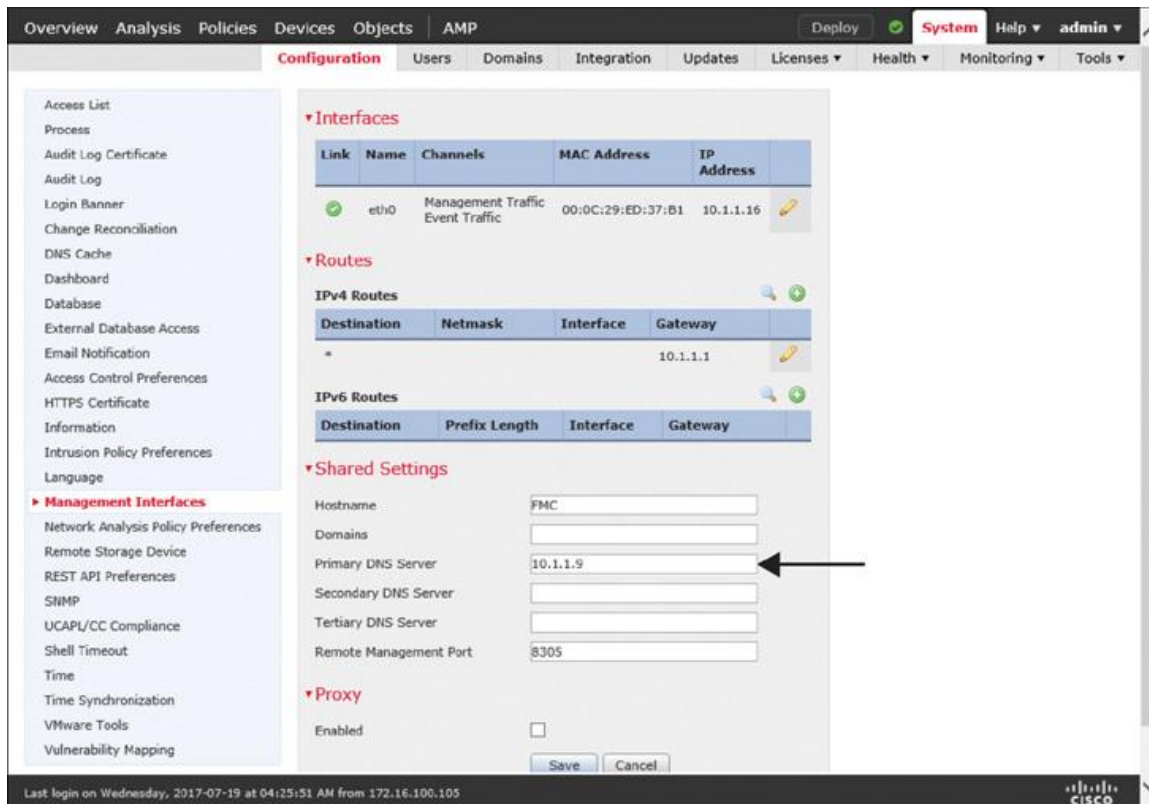 Overview Analysis Policies Devices Objects AMP Deploy System Help ▾ admin ▾
Configuration Users Domains Integration Updates Licenses ▾ Health ▾ Monitoring ▾ Tools ▾
Access List
Process
Audit Log Certificate
Audit Log
Login Banner
Change Reconciliation
DNS Cache
Dashboard
Database
External Database Access
Email Notification
Access Control Preferences
HTTPS Certificate
Information
Intrusion Policy Preferences
Language
Management Interfaces
Network Analysis Policy Preferences
Remote Storage Device
REST API Preferences
SNMP
UCAPL/CC Compliance
Shell Timeout
Time
Time Synchronization
VMware Tools
Vulnerability Mapping
Interfaces
Link Name Channels MAC Address IP Address
eth0 Management Traffic Event Traffic 00:0C:29:ED:37:B1 10.1.1.16
Routes
IPv4 Routes
Destination Netmask Interface Gateway
* 10.1.1.1
IPv6 Routes
Destination Prefix Length Interface Gateway
Shared Settings
Hostname FMC
Domains
Primary DNS Server 10.1.1.9
Secondary DNS Server
Tertiary DNS Server
Remote Management Port 8305
Proxy
Enabled
Save Cancel
Last login on Wednesday, 2017-07-19 at 04:25:51 AM from 172.16.100.105
CISCO